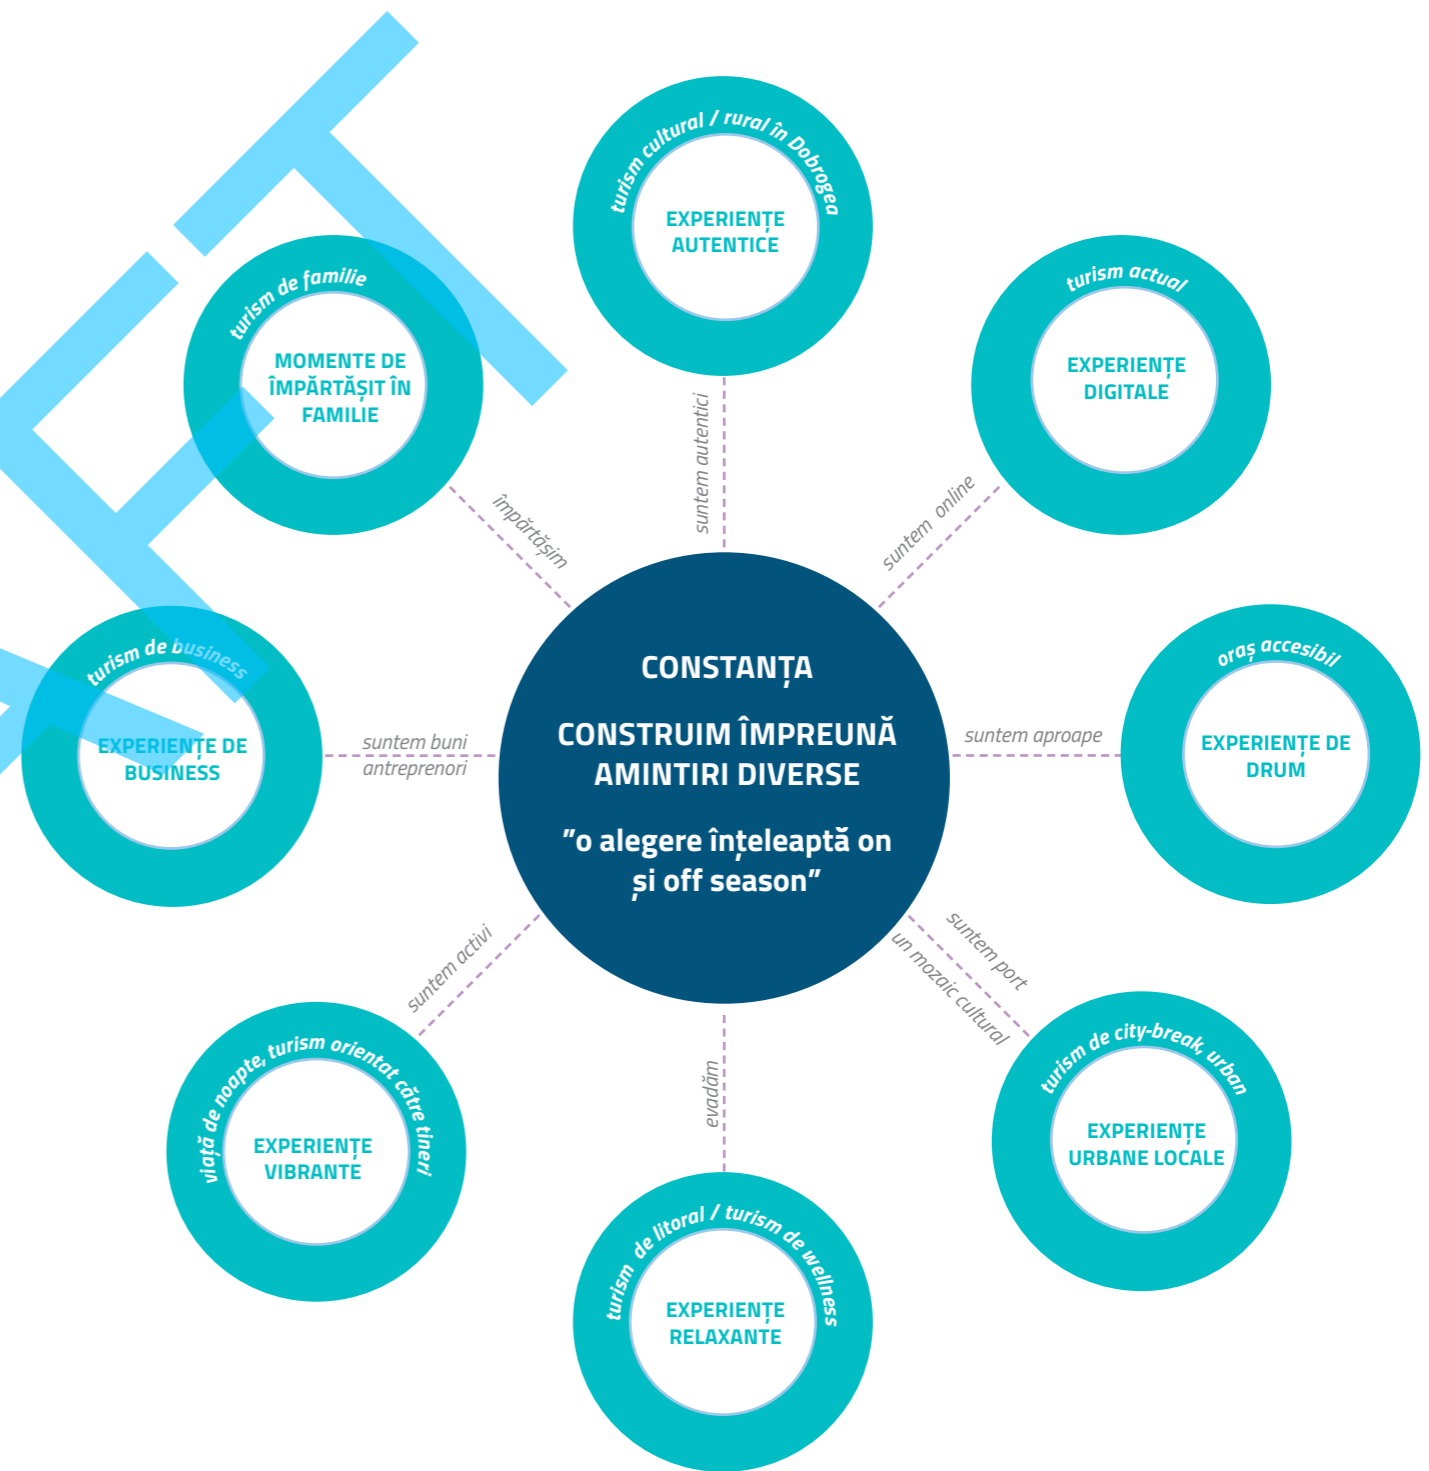 turism cultural / rural în Dobrogea
EXPERIENȚE
AUTENTICE
turism de familie
MOMENTE DE
ÎMPĂRTĂȘIT ÎN
FAMILIE
turism actual
EXPERIENȚE
DIGITALE
suntem autentici
împărtășim
suntem online
turism de business
EXPERIENȚE DE
BUSINESS
suntem buni
antreprenori
CONSTANȚA
CONSTRUIM ÎMPREUNĂ
AMINTIRI DIVERSE
”o alegere înțeleaptă on
și off season”
suntem aproape
oraș accesibil
EXPERIENȚE DE
DRUM
suntem activi
evadăm
suntem port
un mozaic cultural
viață de noapte, turism orientat către tineri
EXPERIENȚE
VIBRANTE
turism de litoral / turism de wellness
EXPERIENȚE
RELAXANTE
turism de city-break, urban
EXPERIENȚE
URBANE LOCALE